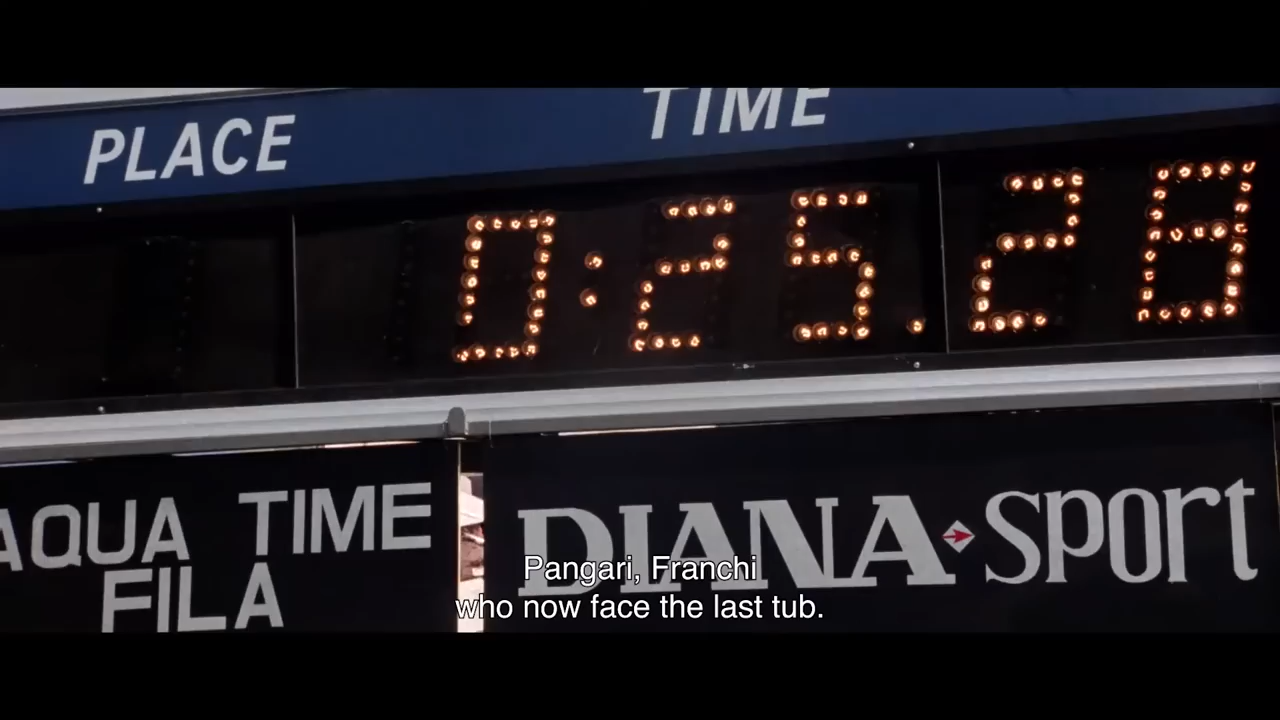 PLACE TIME
0:25.28
AQUA TIME
FILA
DIANA SPORT
Pangari, Franchi
who now face the last tub.